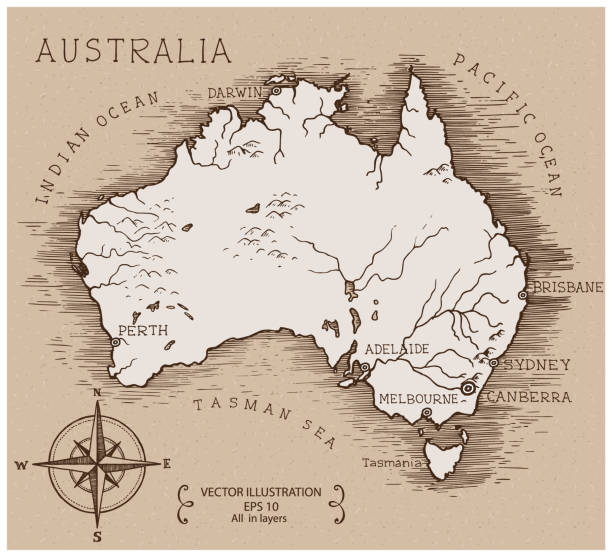 AUSTRALIA
INDIAN OCEAN
PACIFIC OCEAN
DARWIN
BRISBANE
PERTH
ADELAIDE
SYDNEY
CANBERRA
MELBOURNE
TASMAN SEA
Tasmania
N
W E
S
VECTOR ILLUSTRATION
EPS 10
All in layers